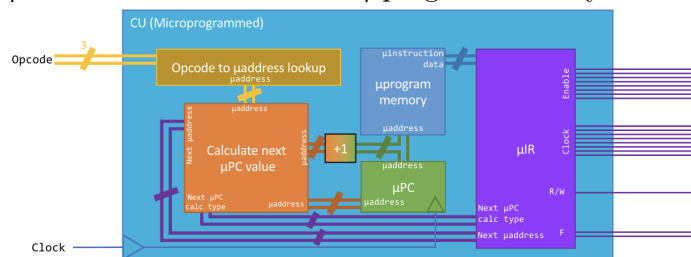 CU (Microprogrammed)
3
Opcode
Opcode to µaddress lookup
µaddress
µinstruction
data
µprogram
memory
µaddress
µaddress
Next µaddress
Calculate next
µPC value
µaddress
+1
µaddress
µPC
Next µPC
calc type
µaddress
µaddress
µIR
Enable
Clock
R/W
Next µPC
calc type
Next µaddress
F
Clock